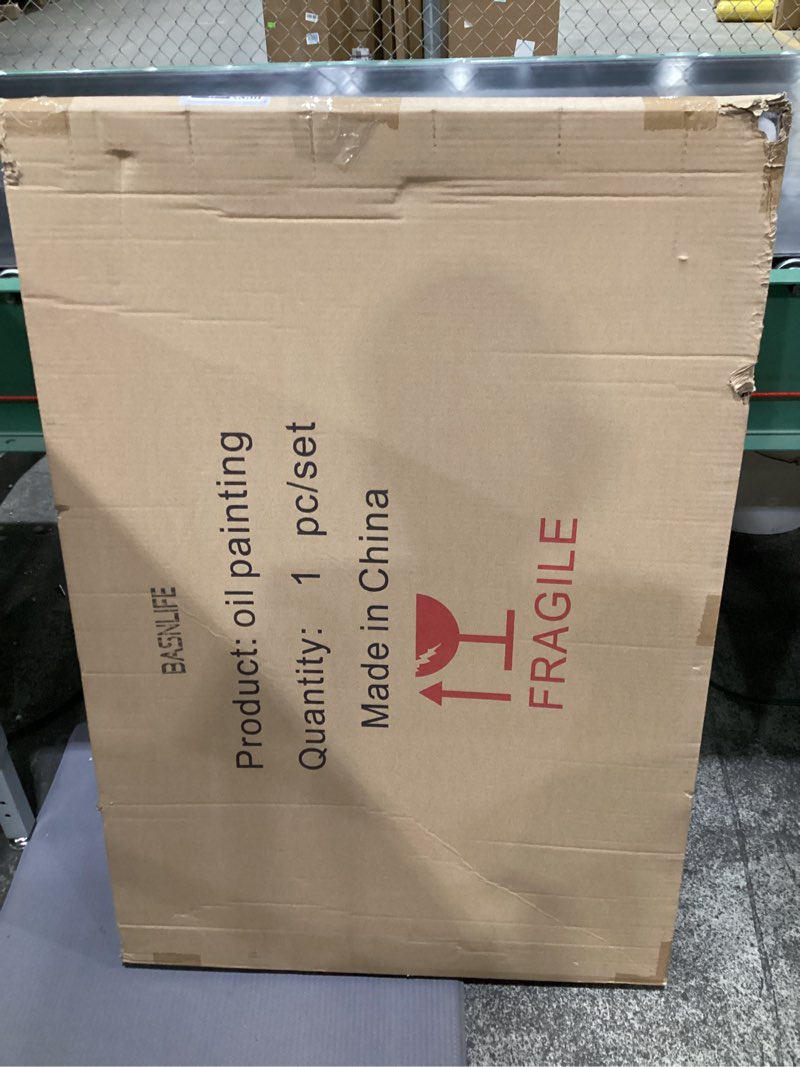 BASNLIFE
Product: oil painting
Quantity: 1 pc/set
Made in China
FRAGILE